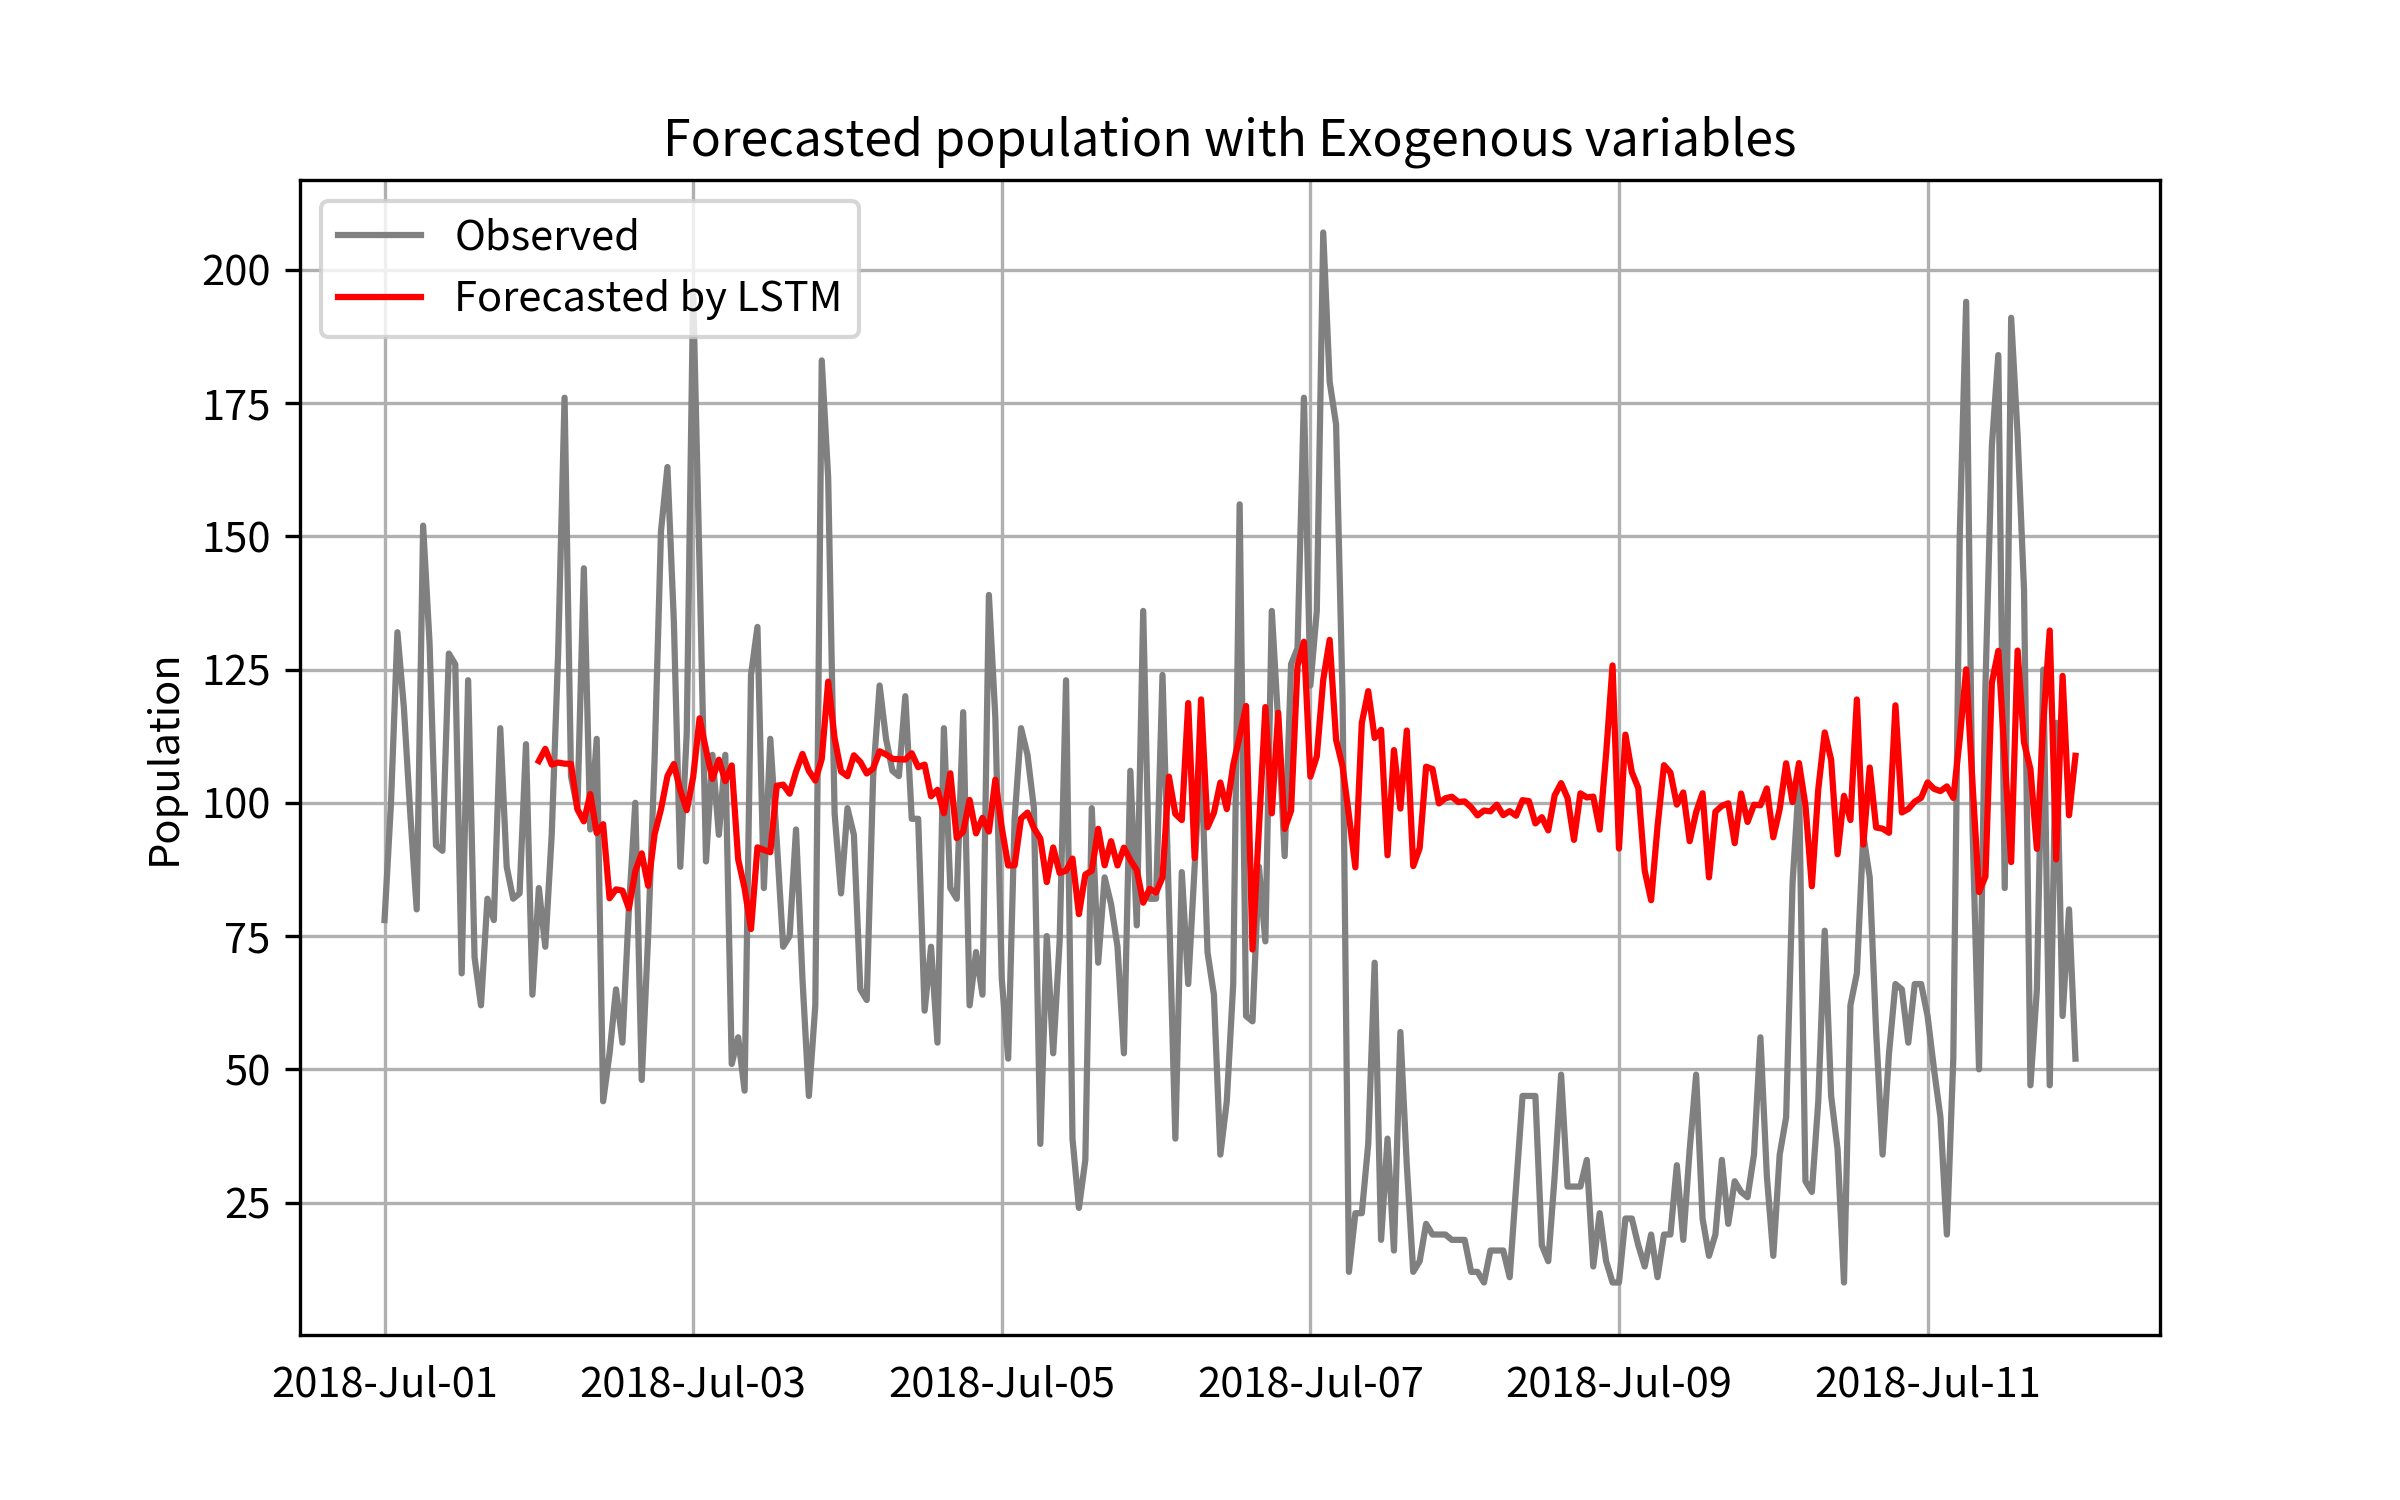 Forecasted population with Exogenous variables
Observed
Forecasted by LSTM
Population
200
175
150
125
100
75
50
25
2018-Jul-01 2018-Jul-03 2018-Jul-05 2018-Jul-07 2018-Jul-09 2018-Jul-11